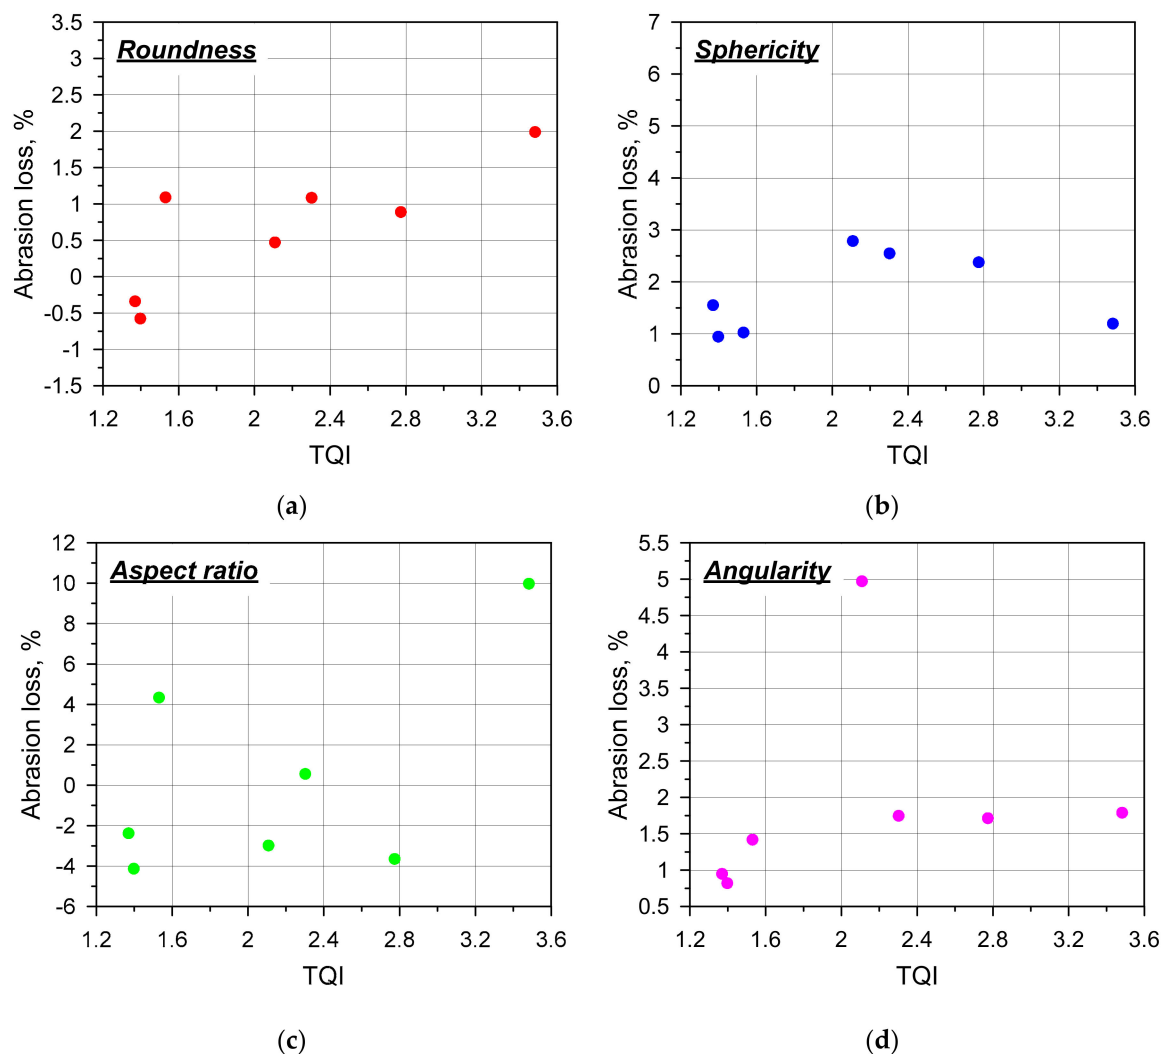 Roundness
Abrasion loss, %
3.5
3
2.5
2
1.5
1
0.5
0
-0.5
-1
-1.5
1.2 1.6 2 2.4 2.8 3.2 3.6
TQI
(a)
Sphericity
Abrasion loss, %
7
6
5
4
3
2
1
0
1.2 1.6 2 2.4 2.8 3.2 3.6
TQI
(b)
Aspect ratio
Abrasion loss, %
12
10
8
6
4
2
0
-2
-4
-6
1.2 1.6 2 2.4 2.8 3.2 3.6
TQI
(c)
Angularity
Abrasion loss, %
5.5
5
4.5
4
3.5
3
2.5
2
1.5
1
0.5
1.2 1.6 2 2.4 2.8 3.2 3.6
TQI
(d)